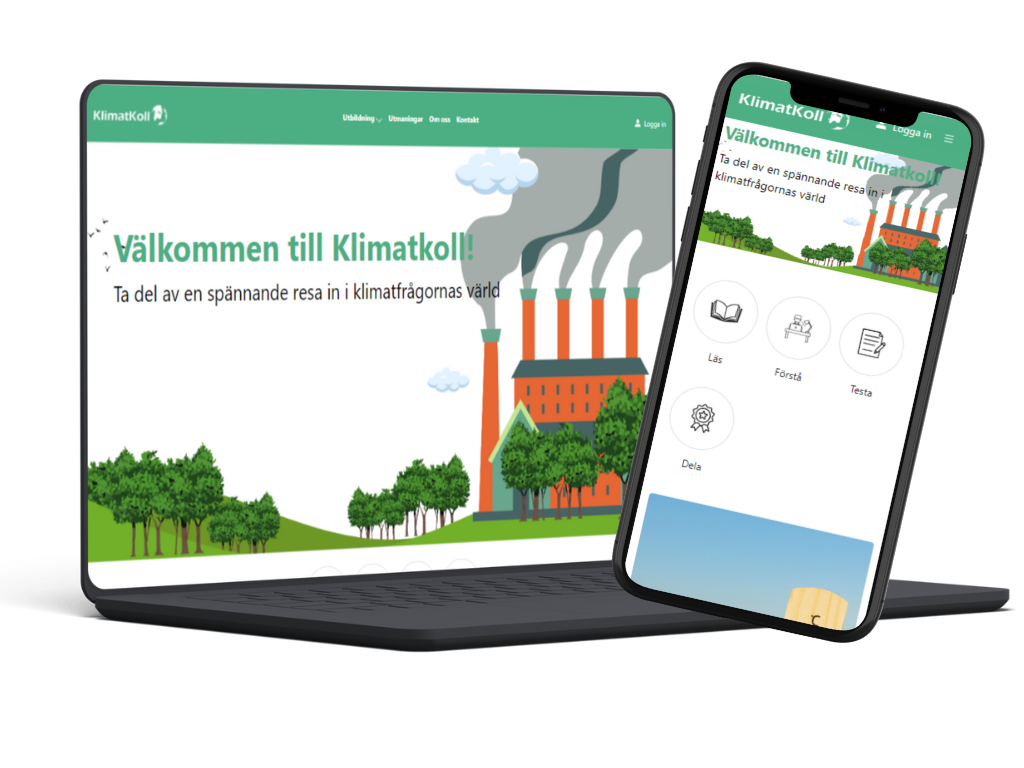 KlimatKoll
Utbildning Utmaningar Om oss Kontakt
Logga in
Välkommen till Klimatkoll!
Ta del av en spännande resa in i klimatfrågornas värld
KlimatKoll
Logga in
Välkommen till Klimatkoll!
Ta del av en spännande resa in i
klimatfrågornas värld
Läs
Förstå
Testa
Dela